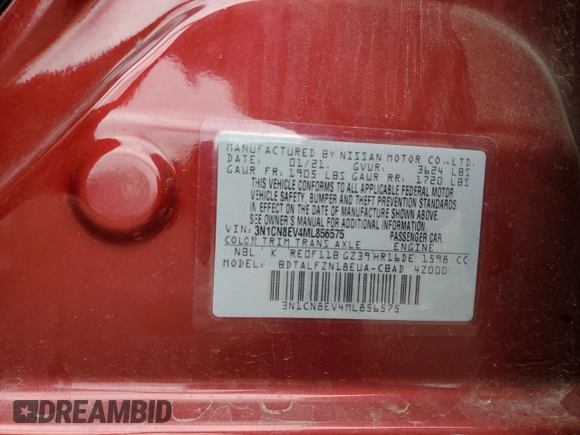 MANUFACTURED BY NISSAN MOTOR CO.,LTD.
DATE: 01/21. GVWR: 3624 LBS
GAWR FR: 1905 LBS GAWR RR: 1720 LBS
THIS VEHICLE CONFORMS TO ALL APPLICABLE FEDERAL MOTOR
VEHICLE SAFETY, BUMPER AND THEFT PREVENTION STANDARDS
IN EFFECT ON THE DATE OF MANUFACTURE SHOWN ABOVE.
SEE OWNER'S MANUAL FOR ADDITIONAL INFORMATION.
VIN: 3N1CN8EV4ML856575 PASSENGER CAR.
COLOR TRIM TRANS AXLE ENGINE
NBL K RE0F11B GZ39 HR16DE 1598 CC
MODEL: BDTALFZN18EUA-CBAD 4Z000
3N1CN8EV4ML856575
DREAMBID